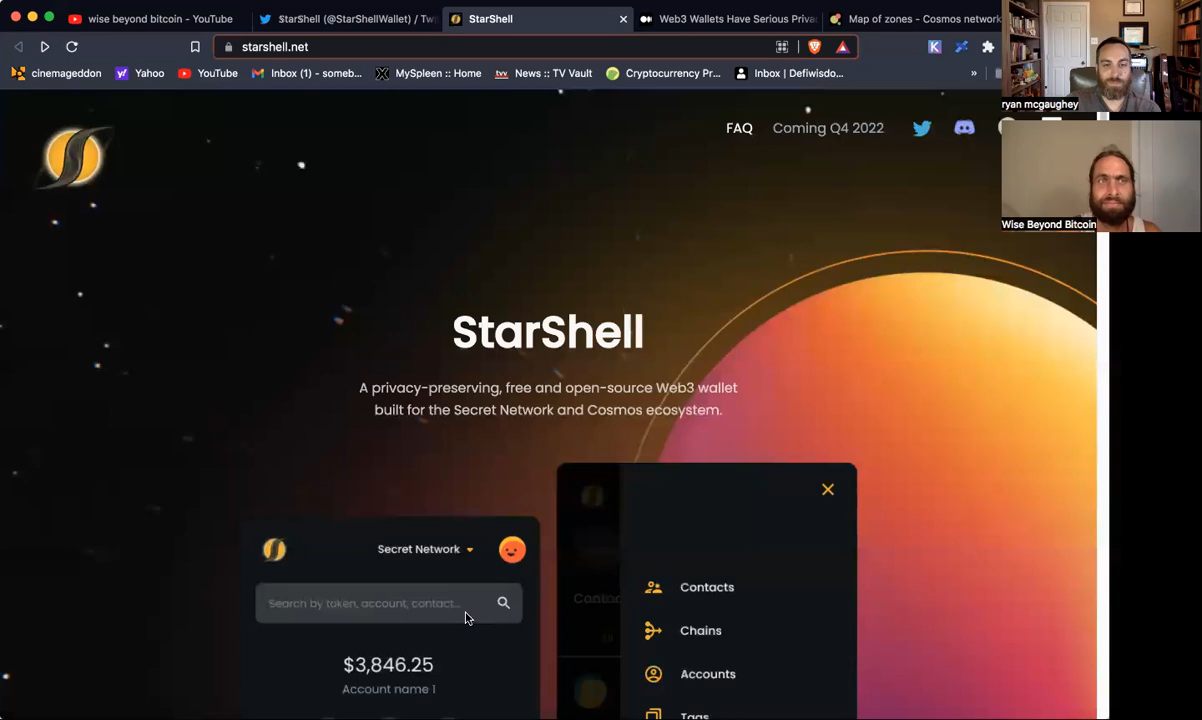 wise beyond bitcoin - YouTube
StarShell (@StarShellWallet) / Tw
StarShell
Web3 Wallets Have Serious Priva
Map of zones - Cosmos network
starshell.net
cinemageddon
Yahoo
YouTube
Inbox (1) - someb...
MySpleen :: Home
News :: TV Vault
Cryptocurrency Pr...
Inbox | Defiwisdo...
»
ryan mcgaughey
Wise Beyond Bitcoin
FAQ
Coming Q4 2022
StarShell
A privacy-preserving, free and open-source Web3 wallet
built for the Secret Network and Cosmos ecosystem.
Secret Network
Search by token, account, contact...
$3,846.25
Account name 1
Contacts
Chains
Accounts
Tags